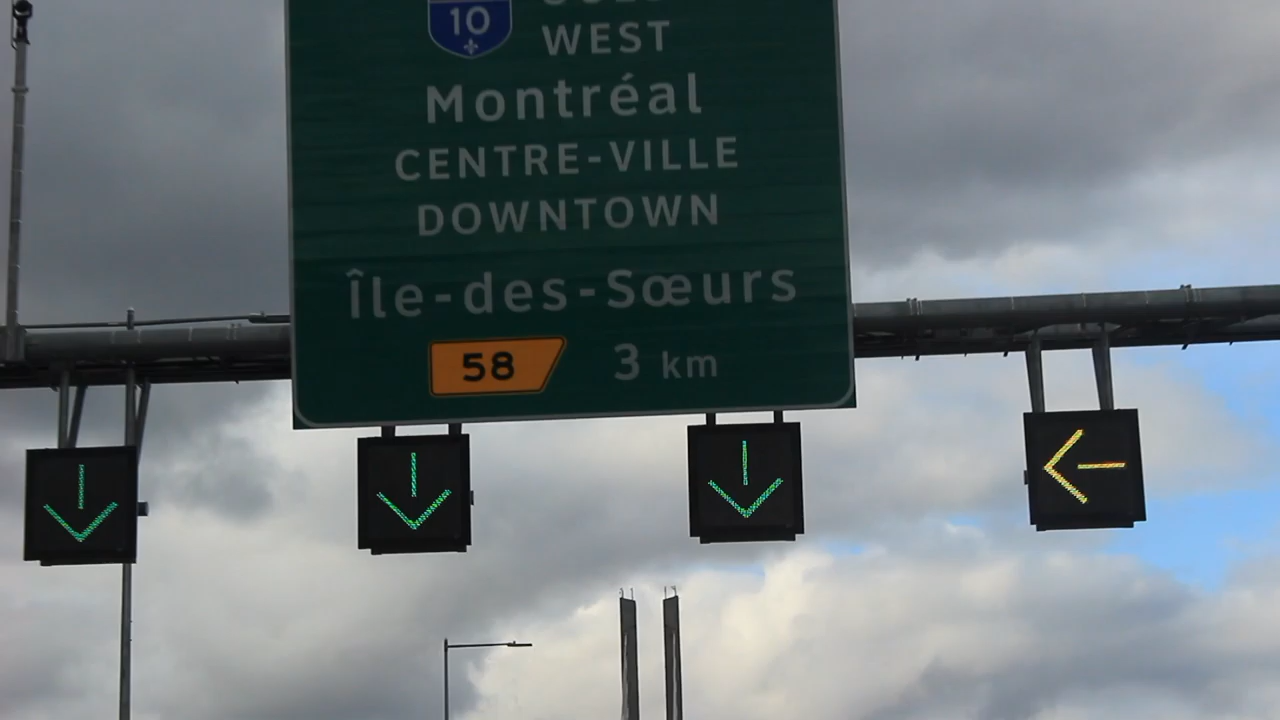 10
WEST
Montréal
CENTRE-VILLE
DOWNTOWN
Île-des-Sœurs
58 3 km